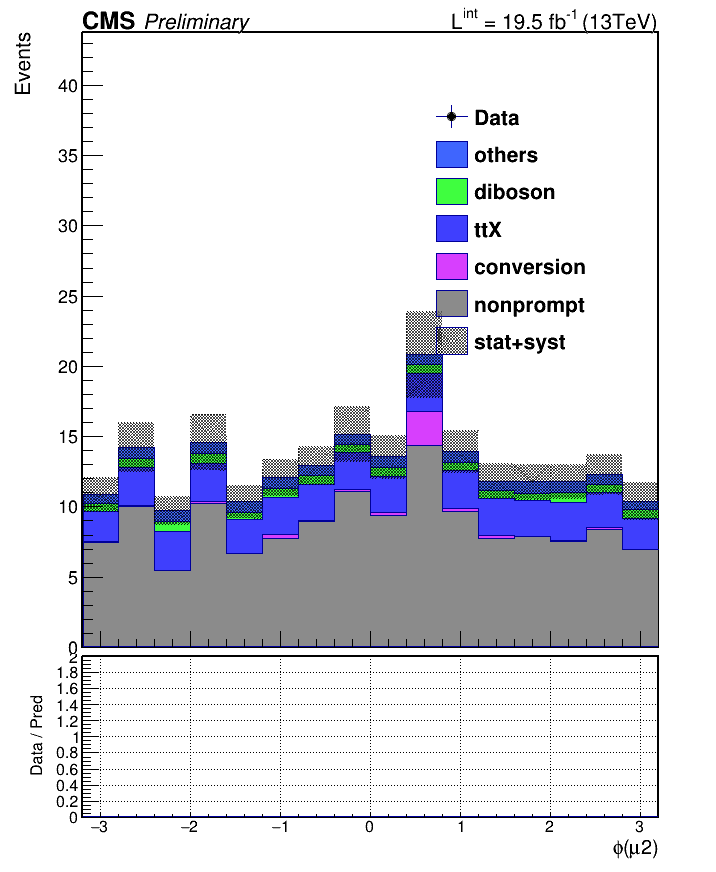 CMS Preliminary L^int = 19.5 fb^-1 (13TeV)
Events
40
35
30
25
20
15
10
5
0
Data
others
diboson
ttX
conversion
nonprompt
stat+syst
Data / Pred
2
1.8
1.6
1.4
1.2
1
0.8
0.6
0.4
0.2
0
−3 −2 −1 0 1 2 3
ϕ(μ2)